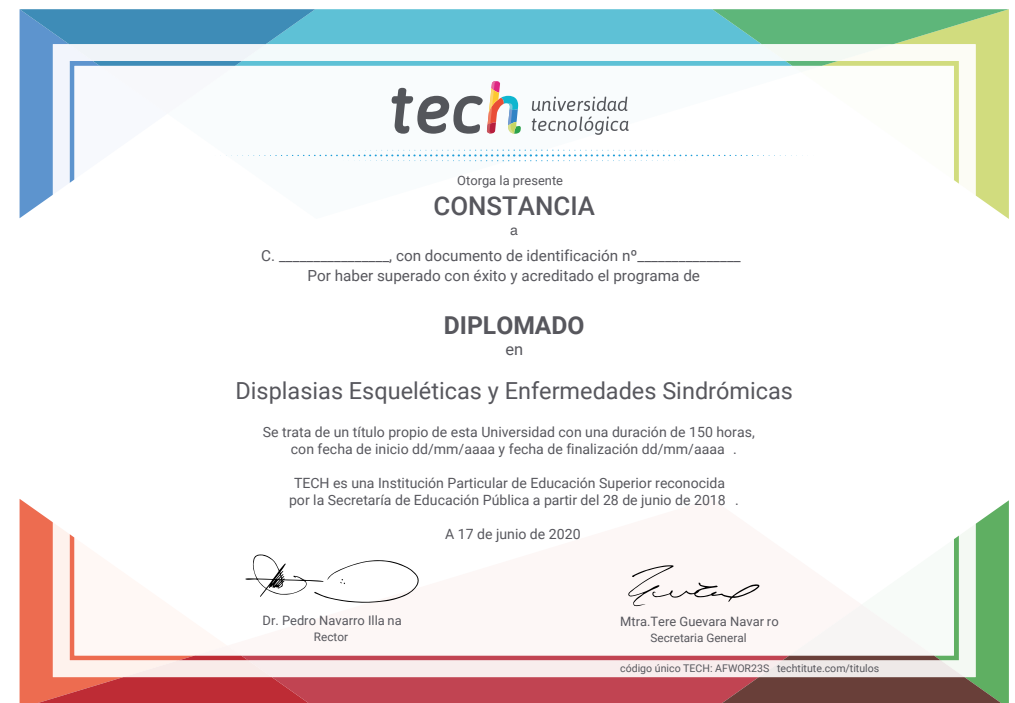 tech universidad
tecnológica
Otorga la presente
CONSTANCIA
a
C. ________________, con documento de identificación nº_______________
Por haber superado con éxito y acreditado el programa de
DIPLOMADO
en
Displasias Esqueléticas y Enfermedades Sindrómicas
Se trata de un título propio de esta Universidad con una duración de 150 horas,
con fecha de inicio dd/mm/aaaa y fecha de finalización dd/mm/aaaa .
TECH es una Institución Particular de Educación Superior reconocida
por la Secretaría de Educación Pública a partir del 28 de junio de 2018 .
A 17 de junio de 2020
Dr. Pedro Navarro Illa na
Rector
Mtra.Tere Guevara Navar ro
Secretaria General
código único TECH: AFWOR23S techtitute.com/titulos